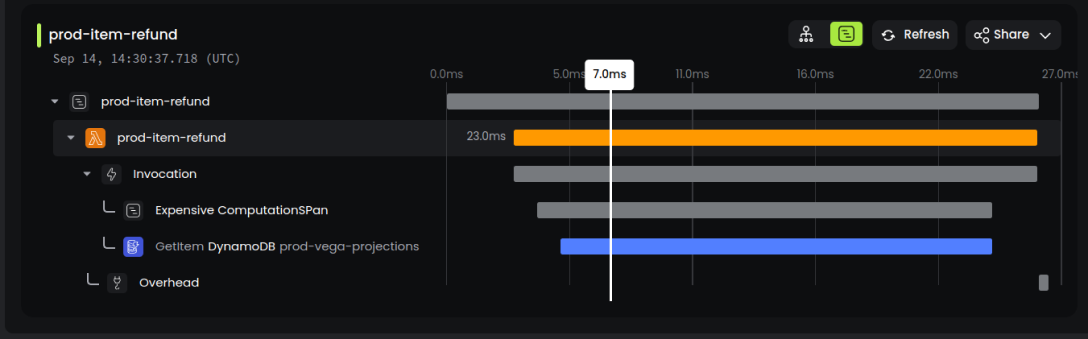 prod-item-refund
Refresh
Share
Sep 14, 14:30:37.718 (UTC)
0.0ms 5.0ms 7.0ms 11.0ms 16.0ms 22.0ms 27.0ms
prod-item-refund
prod-item-refund 23.0ms
Invocation
Expensive ComputationSPan
GetItem DynamoDB prod-vega-projections
Overhead